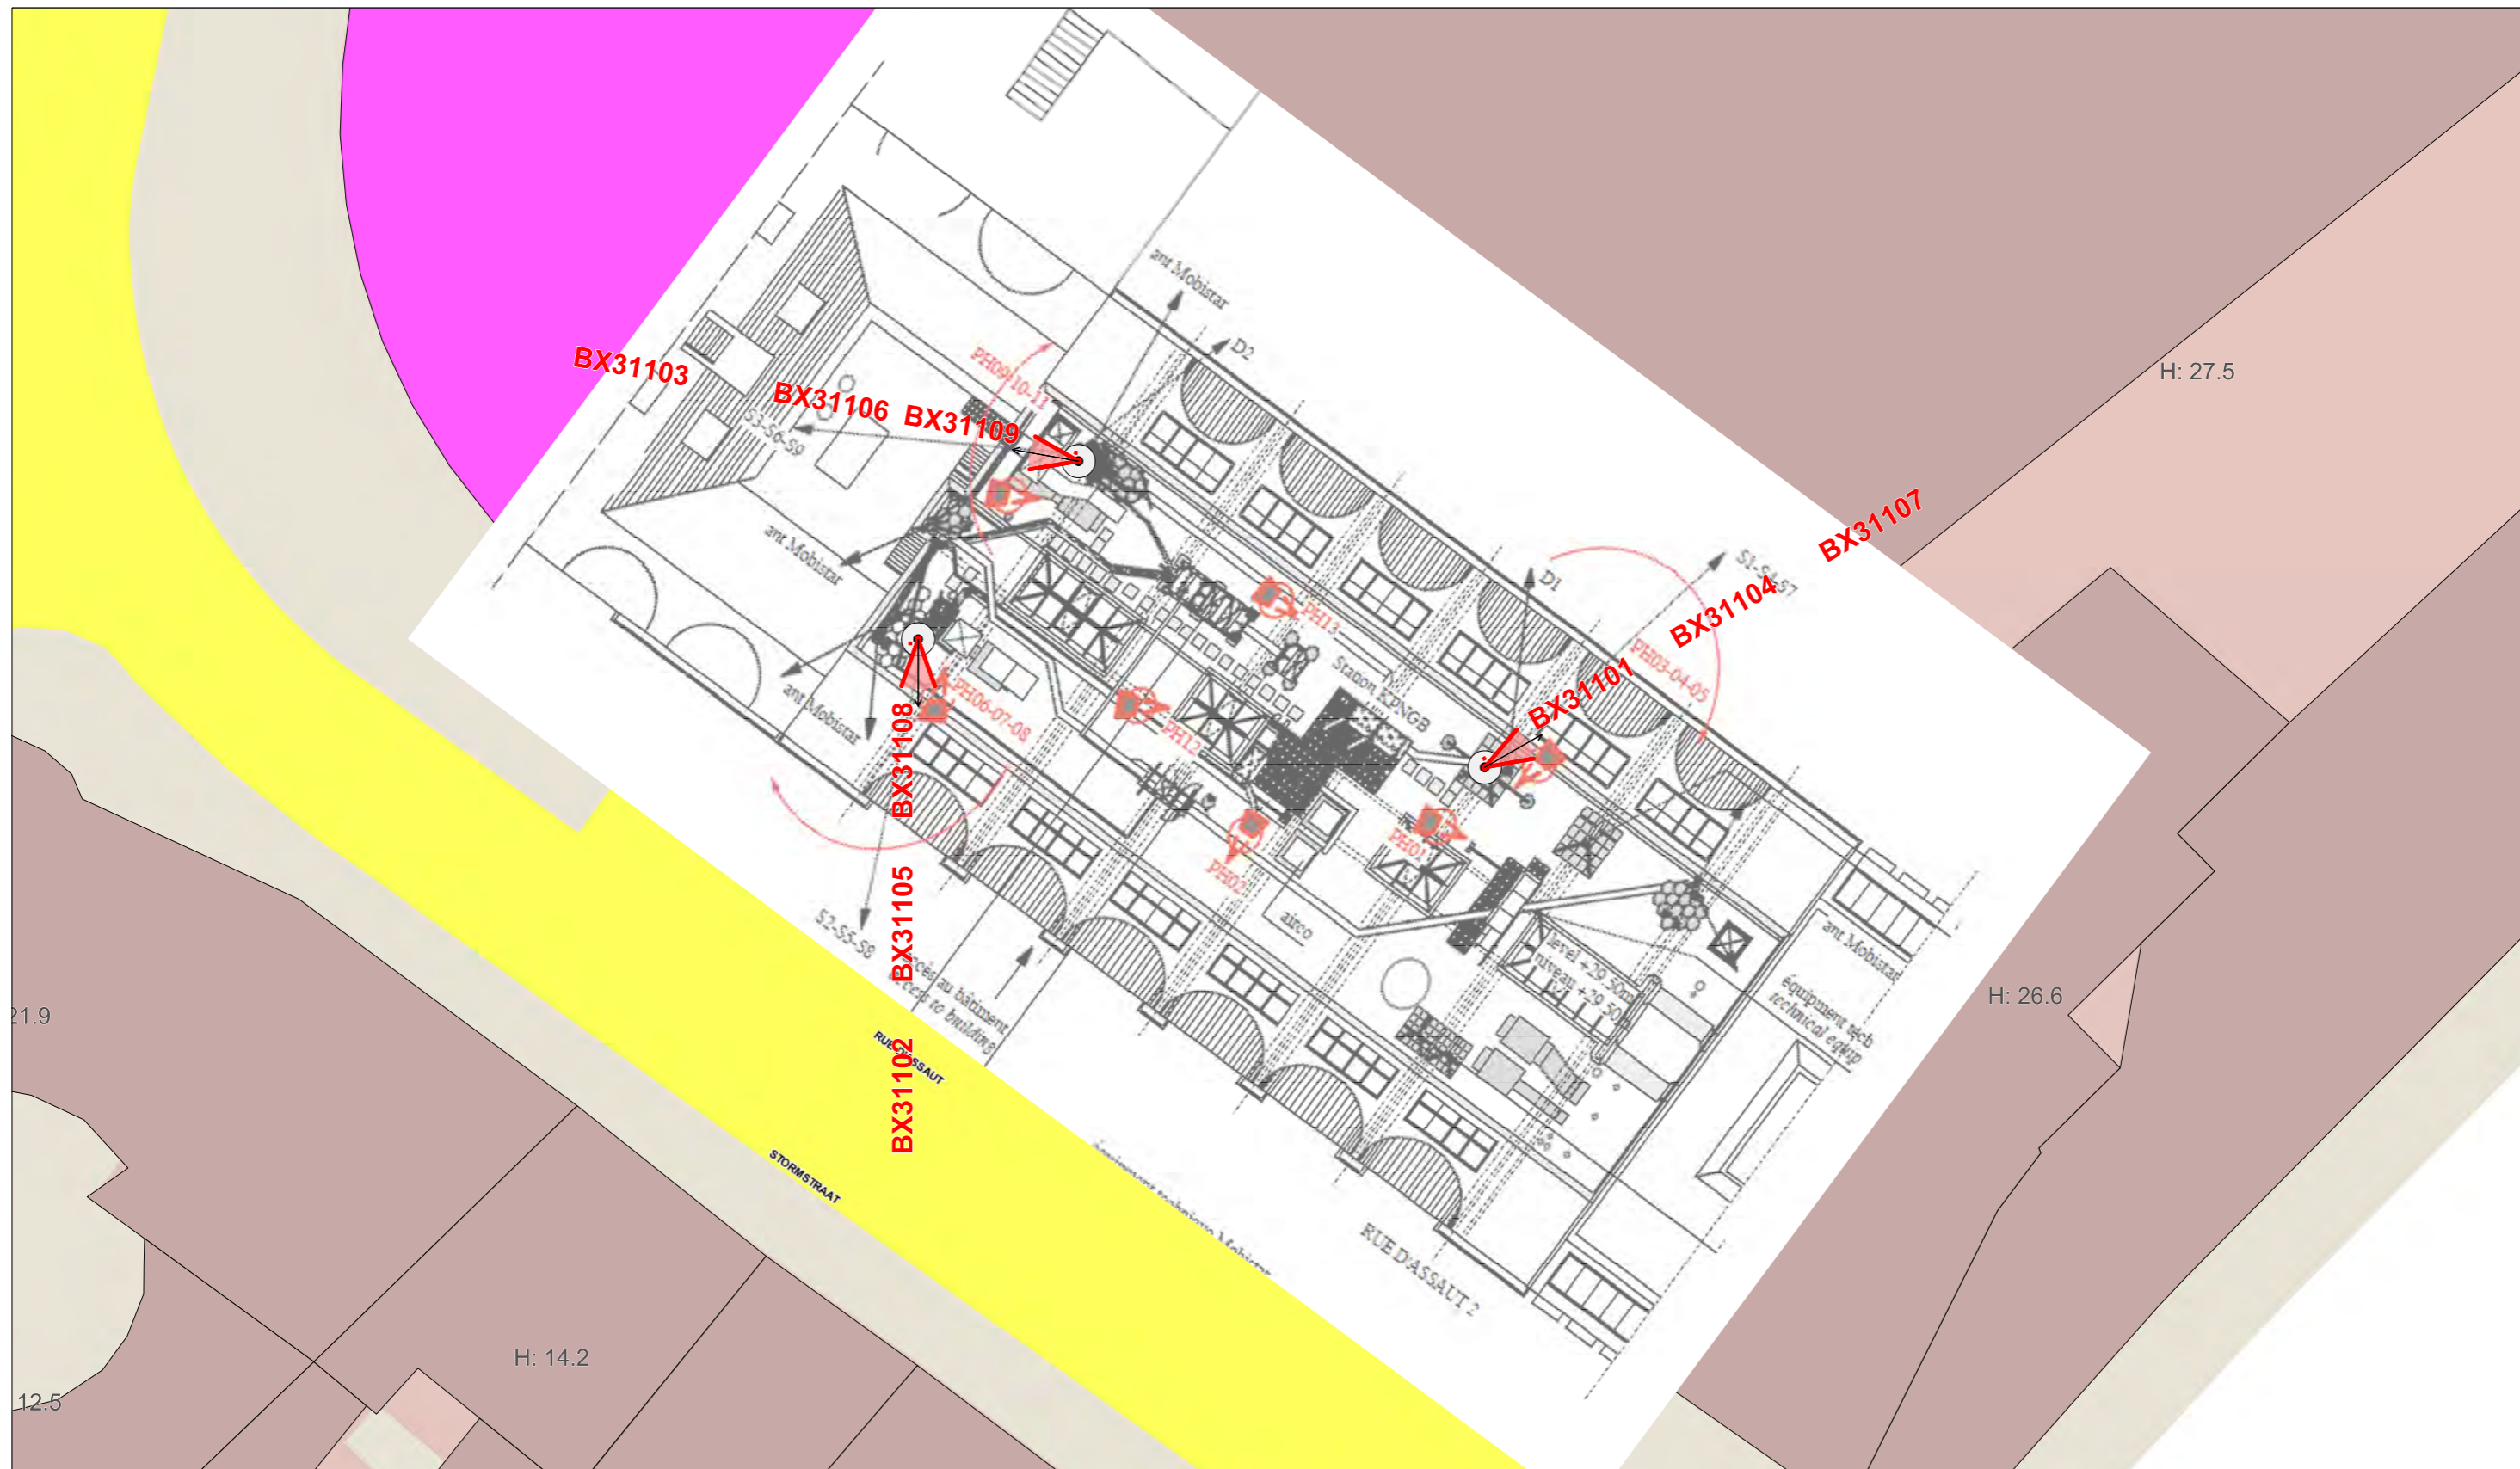 H: 27.5
ant Mobistar
D2
BX31103
PH09-10-11
BX31106
BX31109
S3-S6-S9
BX31107
S1-S4-S7
D1
ant Mobistar
BX31104
PH13
Station KPNGB
PH03-04-05
BX31101
ant Mobistar
PH06-07-08
BX31108
PH12
PH01
PH02
BX31105
S2-S5-S8
airco
ant Mobistar
level +29.50m
niveau +29.50m
accès au bâtiment
access to building
équipment tech
technical equip
H: 26.6
21.9
BX31102
RUE D'ASSAUT
STORMSTRAAT
RUE D'ASSAUT 2
H: 14.2
12.5